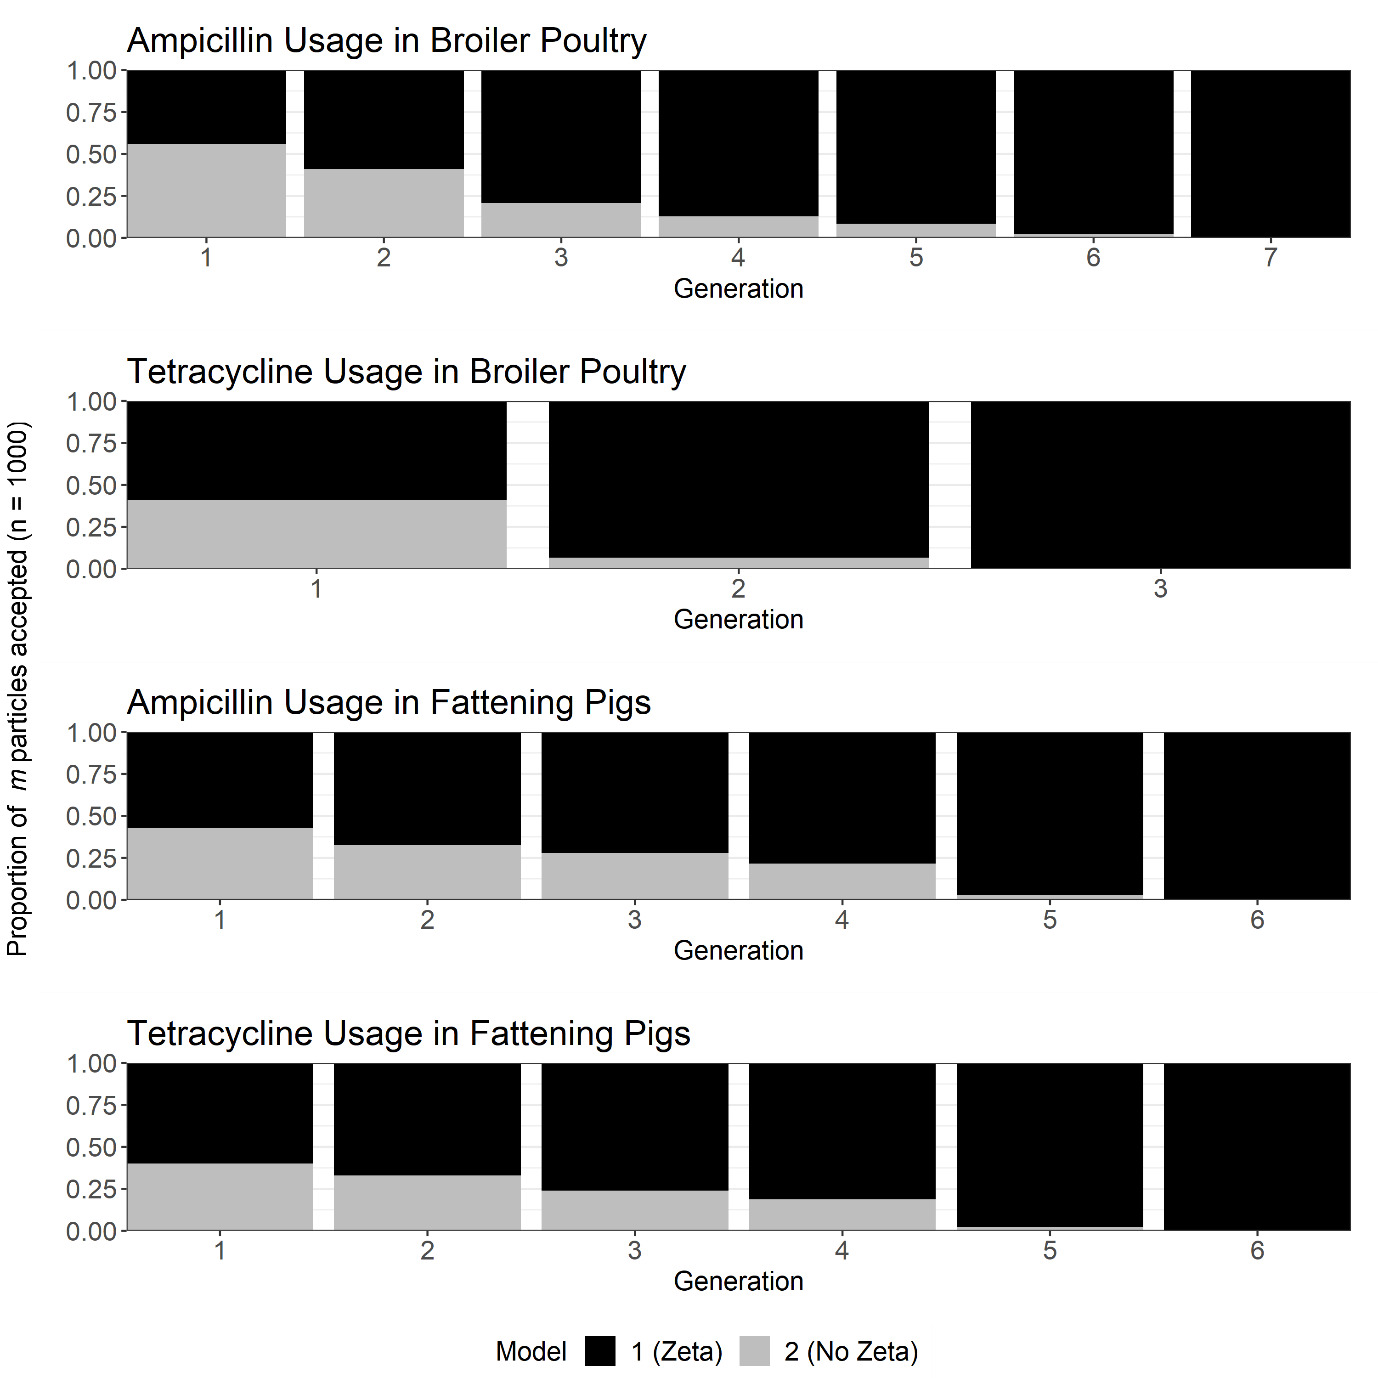 Ampicillin Usage in Broiler Poultry
1.00
0.75
0.50
0.25
0.00
1 2 3 4 5 6 7
Generation
Tetracycline Usage in Broiler Poultry
1.00
0.75
0.50
0.25
0.00
1 2 3
Generation
Proportion of m particles accepted (n = 1000)
Ampicillin Usage in Fattening Pigs
1.00
0.75
0.50
0.25
0.00
1 2 3 4 5 6
Generation
Tetracycline Usage in Fattening Pigs
1.00
0.75
0.50
0.25
0.00
1 2 3 4 5 6
Generation
Model 1 (Zeta) 2 (No Zeta)